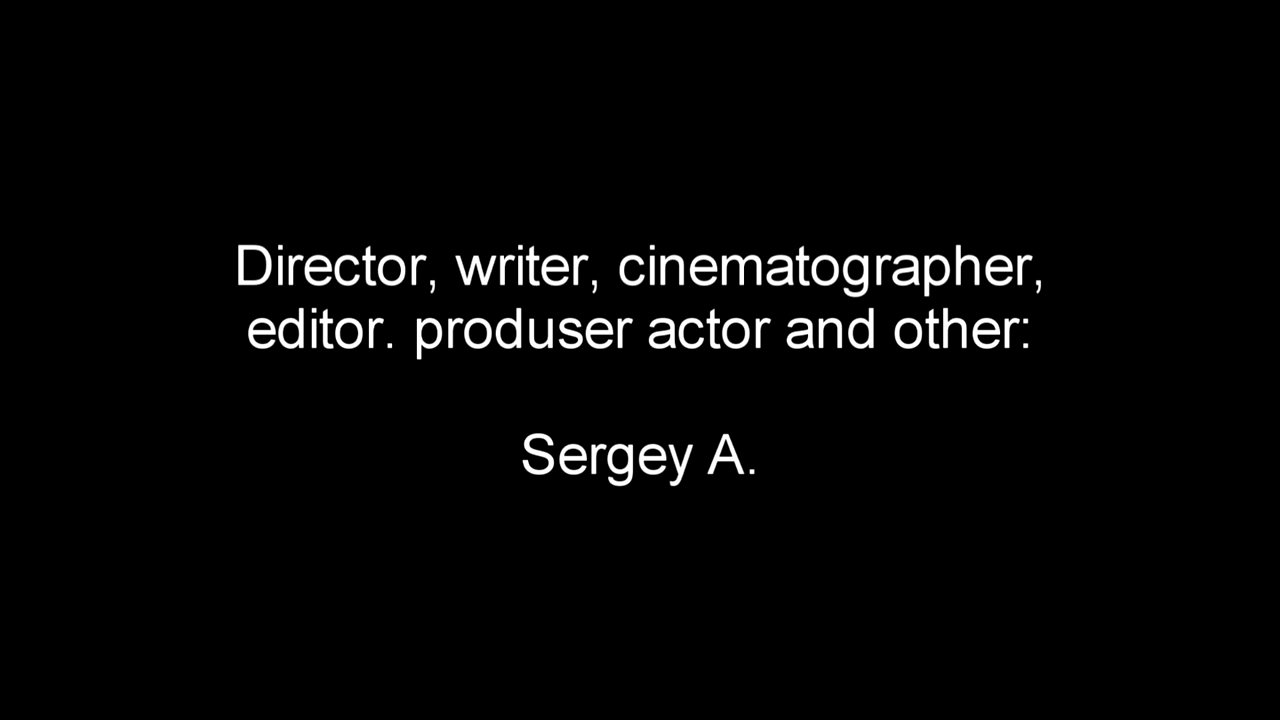 Director, writer, cinematographer,
editor. produser actor and other:
Sergey A.